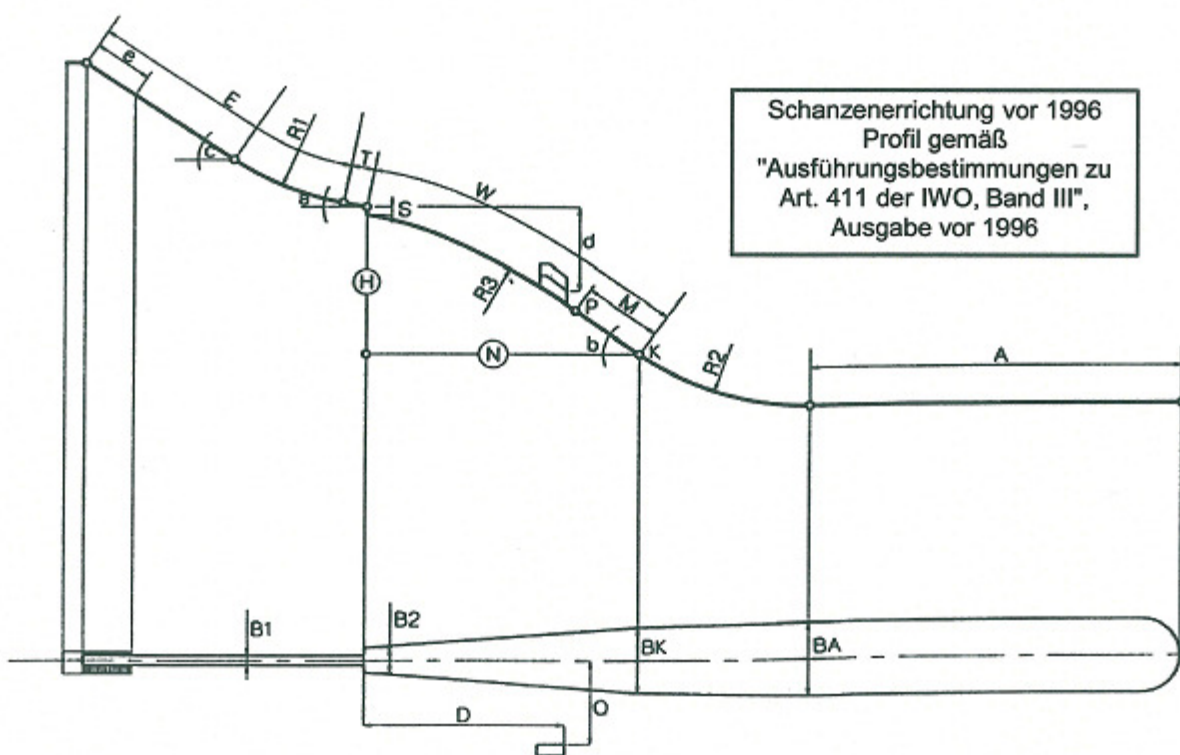 Schanzenerrichtung vor 1996
Profil gemäß
"Ausführungsbestimmungen zu
Art. 411 der IWO, Band III",
Ausgabe vor 1996
e
E
R1
c
T
a
S
W
H
d
R3
P
M
b
K
N
R2
A
B1
B2
BK
BA
D
O